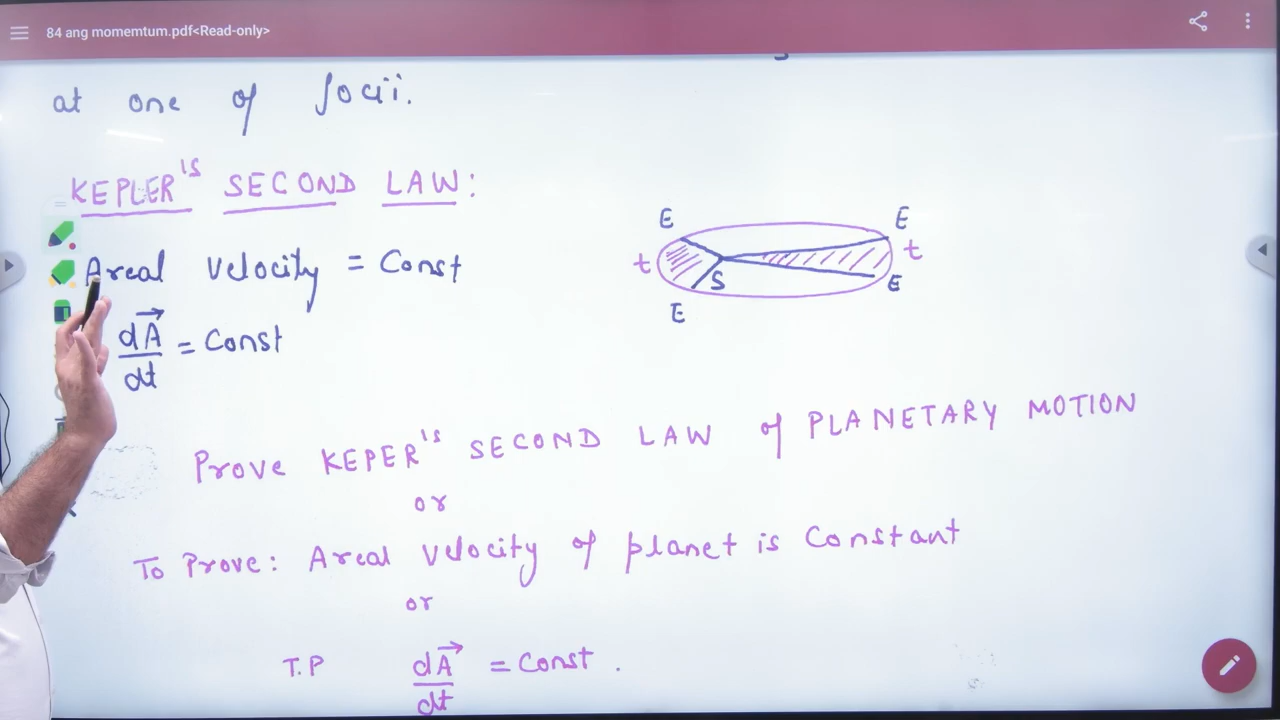 84 ang momemtum.pdf<Read-only>
at one of focii.
KEPLER'S SECOND LAW:
E E
t t
S E
E
Areal velocity = Const
dA/dt = Const
Prove KEPER'S SECOND LAW of PLANETARY MOTION
or
To Prove: Areal velocity of planet is Constant
or
T.P dA/dt = Const.